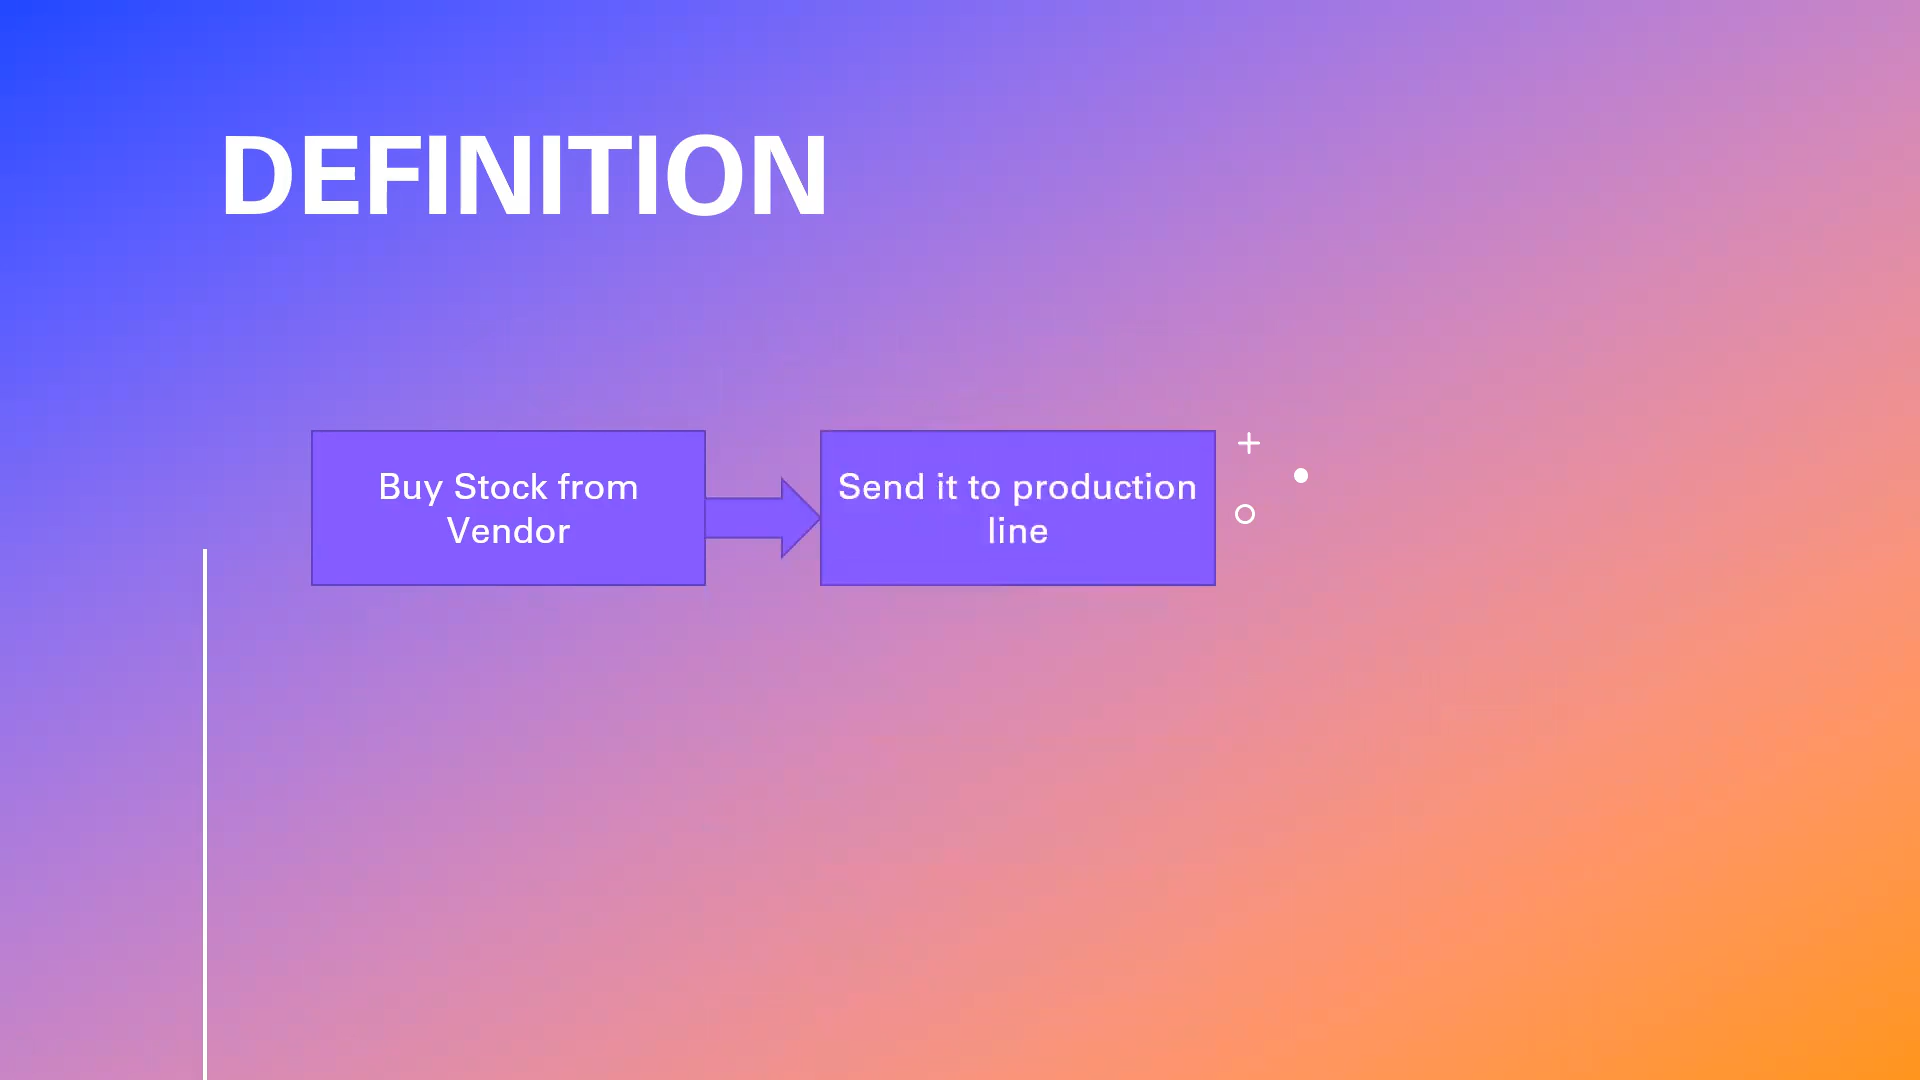 DEFINITION
Buy Stock from
Vendor
Send it to production
line